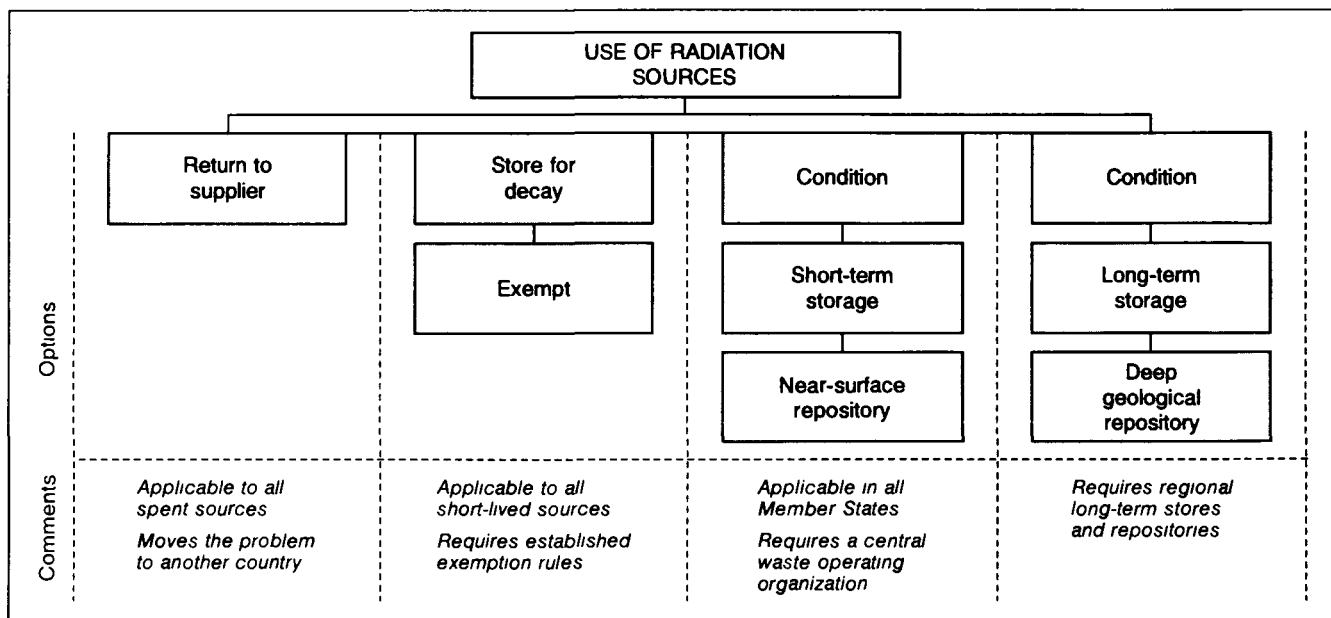 USE OF RADIATION
SOURCES
Return to
supplier
Store for
decay
Exempt
Condition
Short-term
storage
Near-surface
repository
Condition
Long-term
storage
Deep
geological
repository
Options
Comments
Applicable to all
spent sources
Moves the problem
to another country
Applicable to all
short-lived sources
Requires established
exemption rules
Applicable in all
Member States
Requires a central
waste operating
organization
Requires regional
long-term stores
and repositories